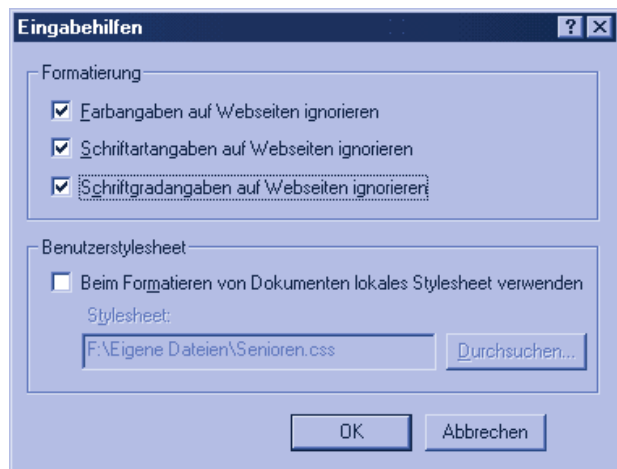 Eingabehilfen
Formatierung
Farbangaben auf Webseiten ignorieren
Schriftartangaben auf Webseiten ignorieren
Schriftgradangaben auf Webseiten ignorieren
Benutzerstylesheet
Beim Formatieren von Dokumenten lokales Stylesheet verwenden
Stylesheet:
F:\Eigene Dateien\Senioren.css Durchsuchen...
OK Abbrechen